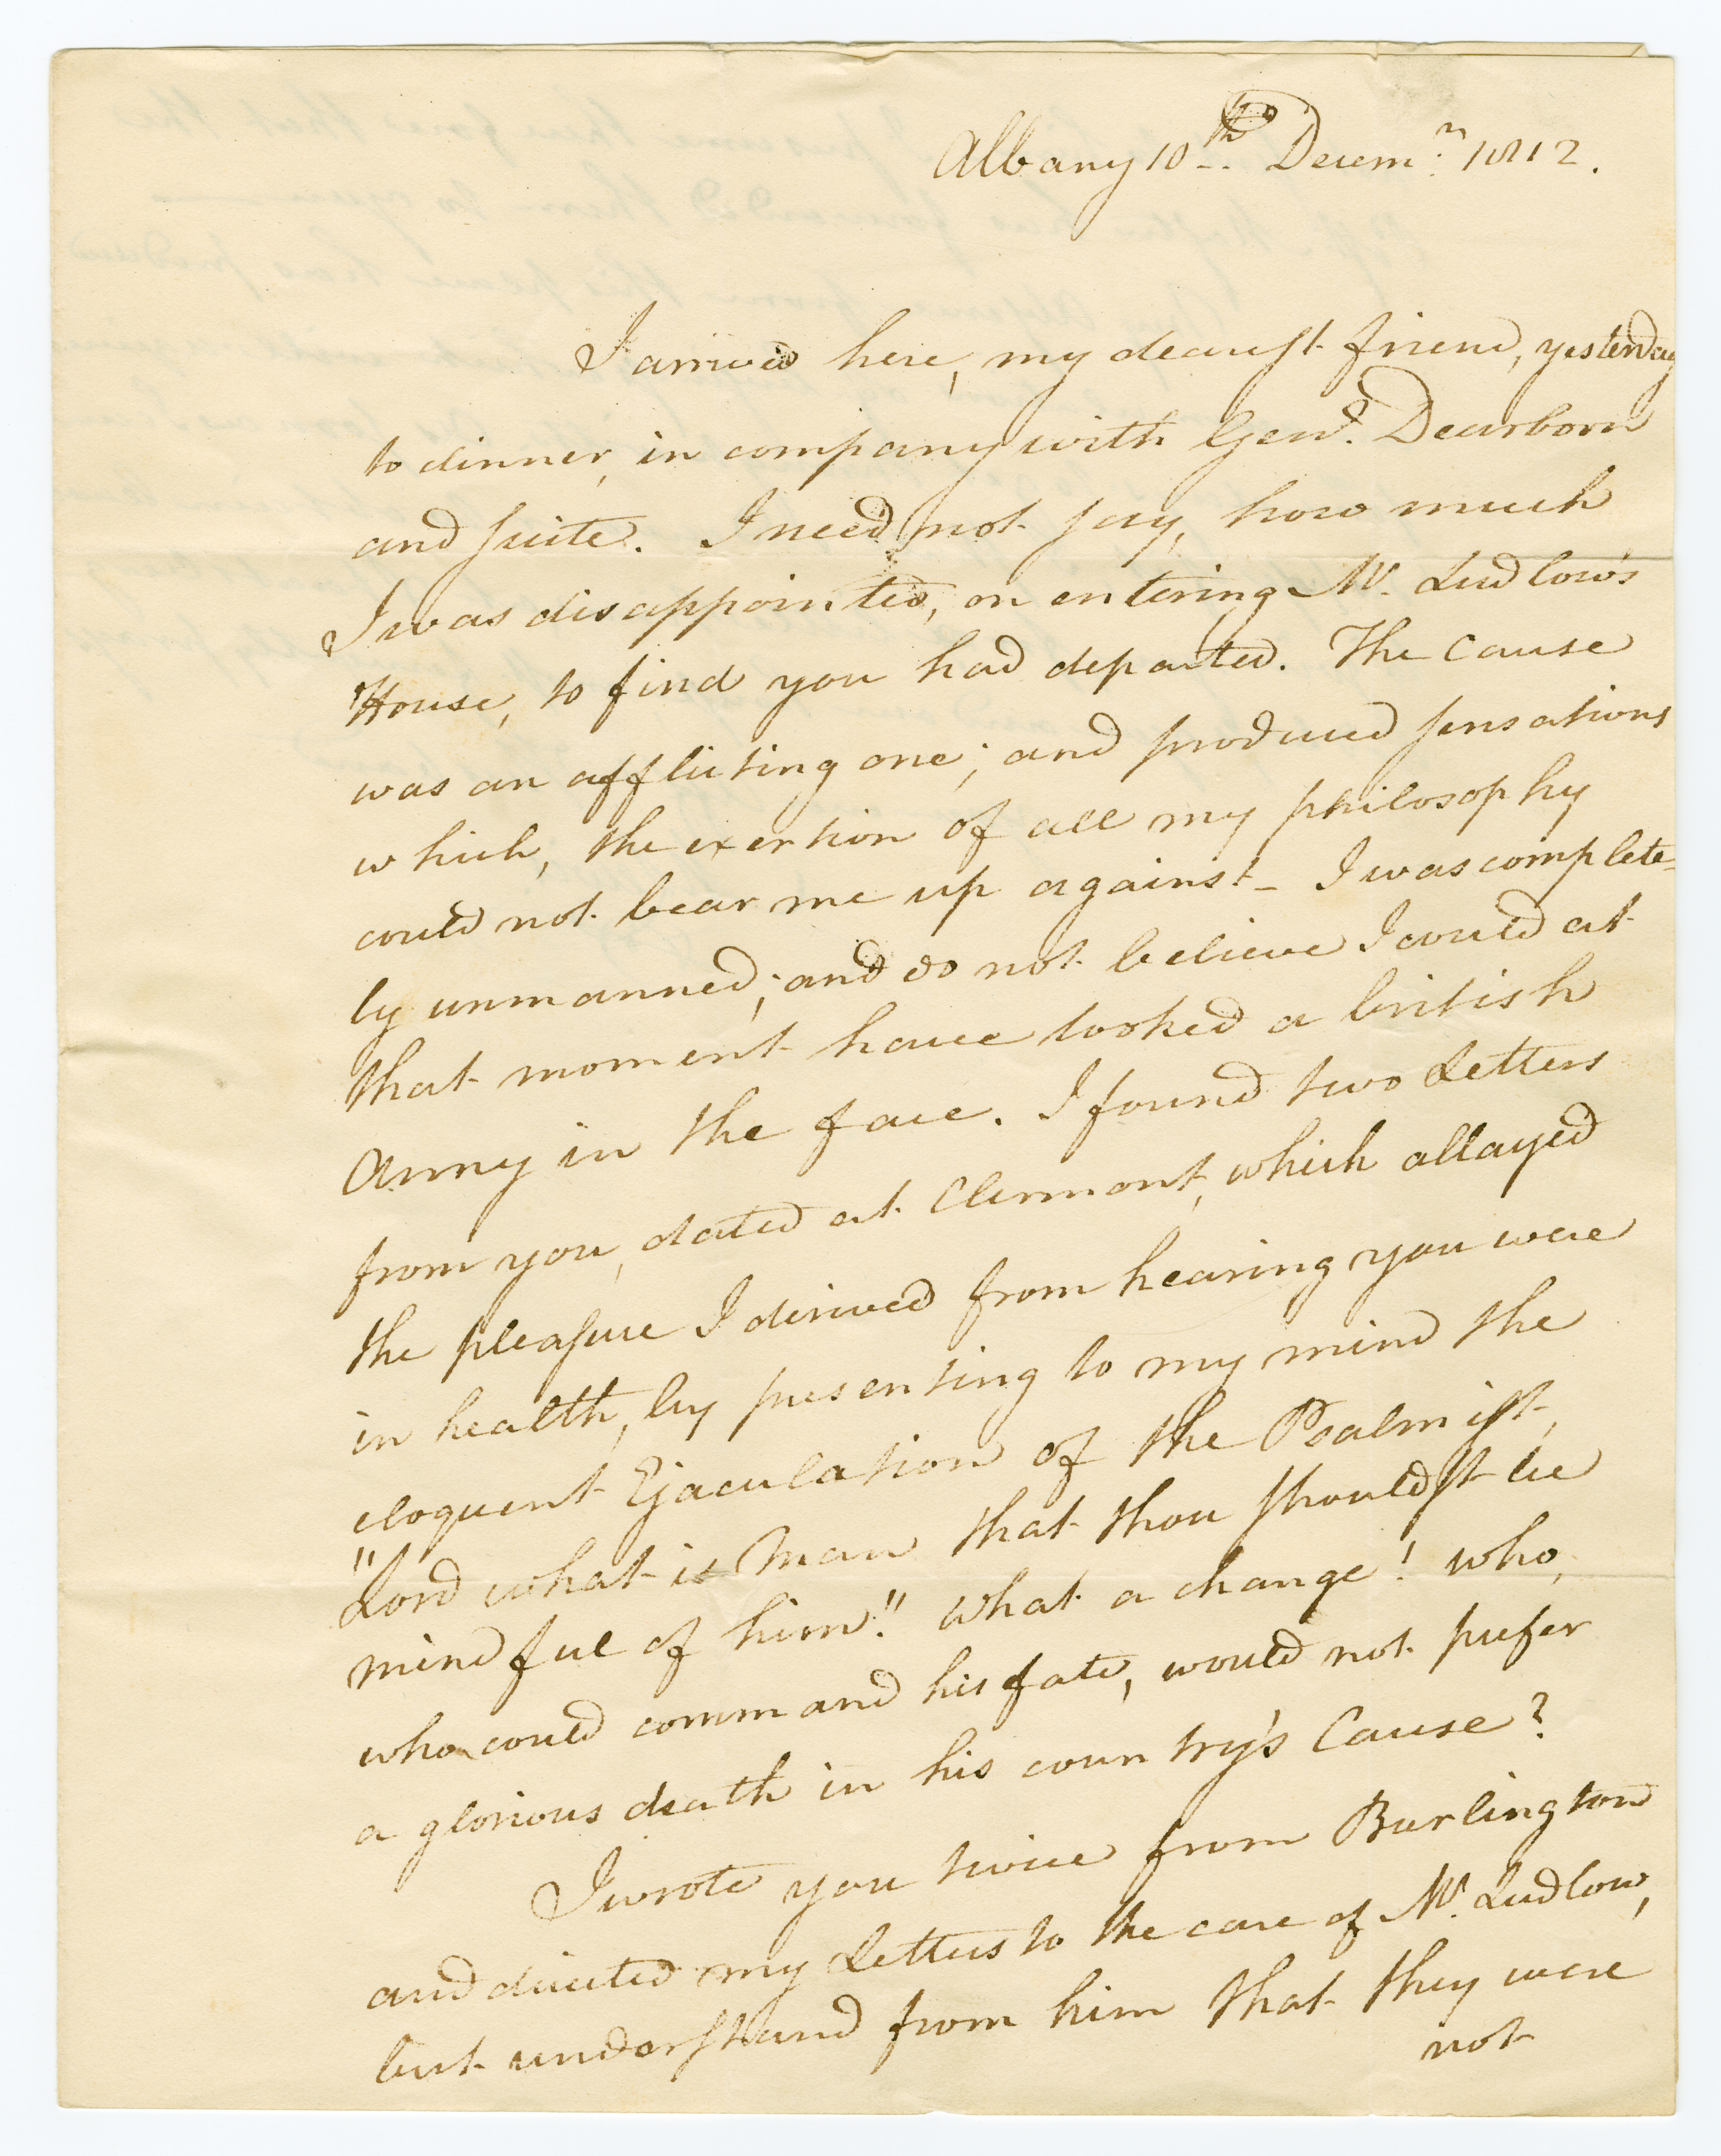 Albany 10th Decemr. 1812.
I arrived here, my dearest friend, yesterday
to dinner, in company with Genl. Dearborn
and suite. I need not say, how much
I was disappointed, on entering Mr. Ludlow's
House, to find you had departed. The Cause
was an afflicting one; and produced sensations
which, the exertion of all my philosophy
could not bear me up against - I was complete-
ly unmanned; and do not believe I could at
that moment have looked a british
Army in the face. I found two Letters
from you, dated at Clermont, which allayed
the pleasure I derived from hearing you were
in health, by presenting to my mind the
eloquent Ejaculation of the Psalmist,
"Lord what is Man that thou shouldst be
mindful of him." What a change! who,
who could command his fate, would not prefer
a glorious death in his country's Cause?
I wrote you twice from Burlington
and directed my Letters to the care of Mr. Ludlow,
but understand from him that they were
not